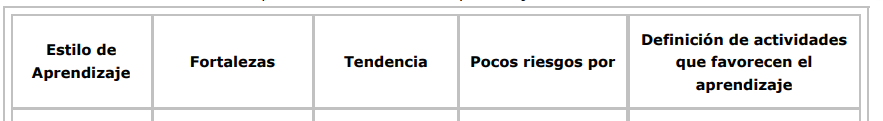 Estilo de
Aprendizaje
Fortalezas
Tendencia
Pocos riesgos por
Definición de actividades
que favorecen el
aprendizaje